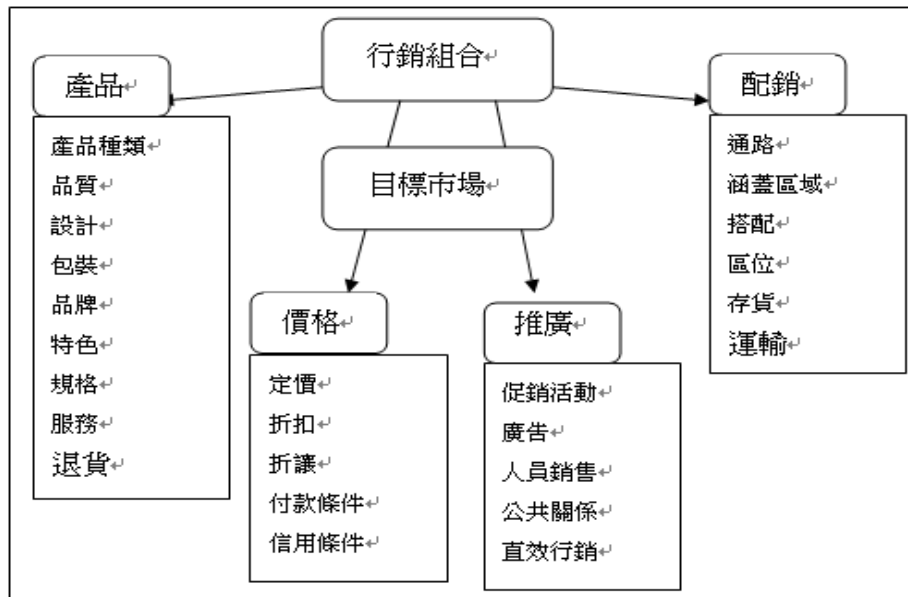 行銷組合
產品
產品種類
品質
設計
包裝
品牌
特色
規格
服務
退貨
目標市場
價格
定價
折扣
折讓
付款條件
信用條件
推廣
促銷活動
廣告
人員銷售
公共關係
直效行銷
配銷
通路
涵蓋區域
搭配
區位
存貨
運輸